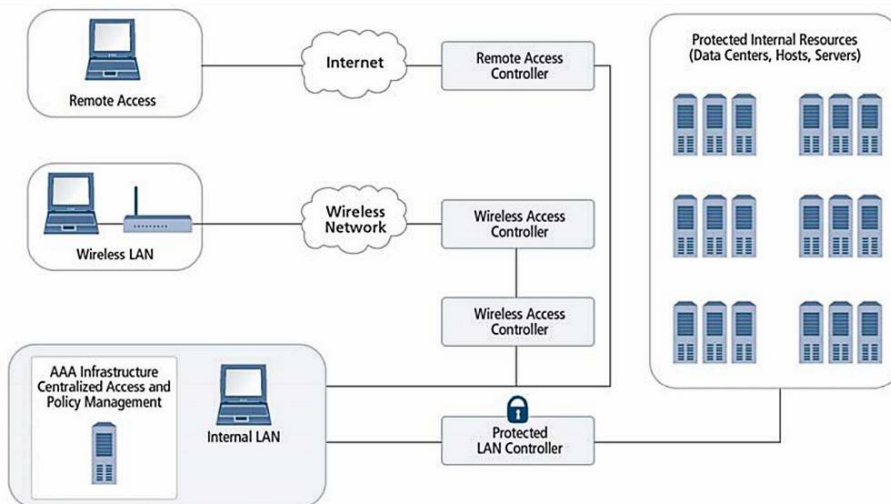 Remote Access
Internet
Remote Access
Controller
Protected Internal Resources
(Data Centers, Hosts, Servers)
Wireless LAN
Wireless
Network
Wireless Access
Controller
Wireless Access
Controller
AAA Infrastructure
Centralized Access and
Policy Management
Internal LAN
Protected
LAN Controller